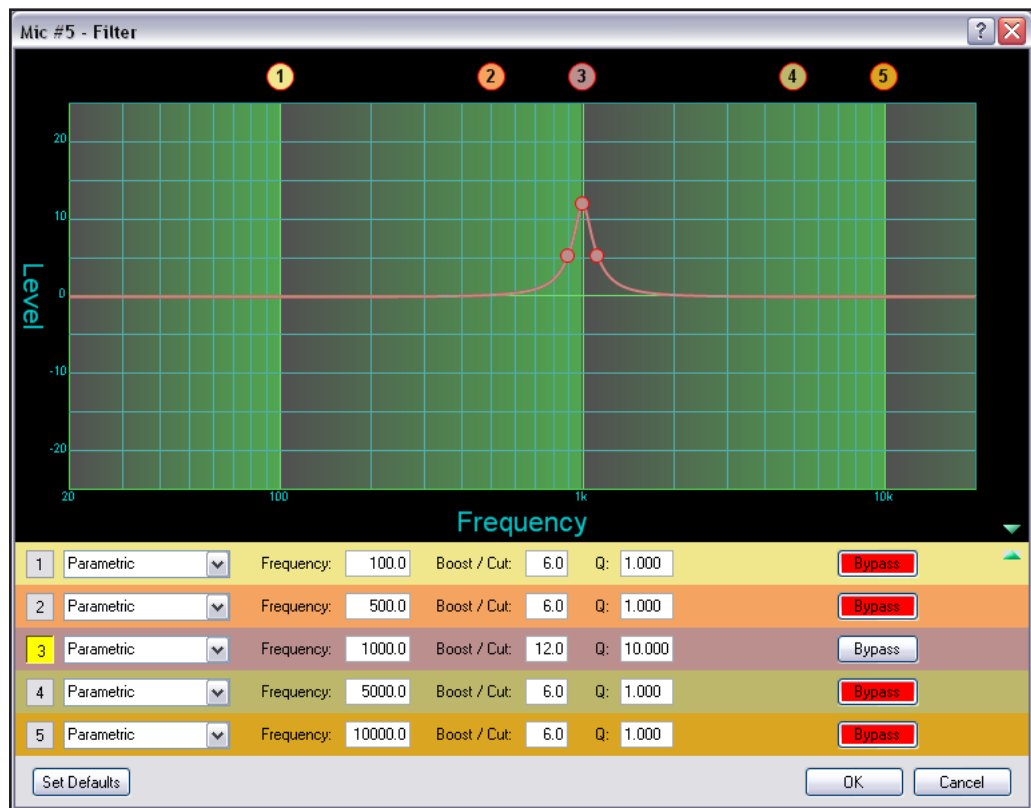 Mic #5 - Filter
?
1 2 3 4 5
20
10
0
-10
-20
Level
20 100 1k 10k
Frequency
1 Parametric Frequency: 100.0 Boost / Cut: 6.0 Q: 1.000 Bypass
2 Parametric Frequency: 500.0 Boost / Cut: 6.0 Q: 1.000 Bypass
3 Parametric Frequency: 1000.0 Boost / Cut: 12.0 Q: 10.000 Bypass
4 Parametric Frequency: 5000.0 Boost / Cut: 6.0 Q: 1.000 Bypass
5 Parametric Frequency: 10000.0 Boost / Cut: 6.0 Q: 1.000 Bypass
Set Defaults OK Cancel